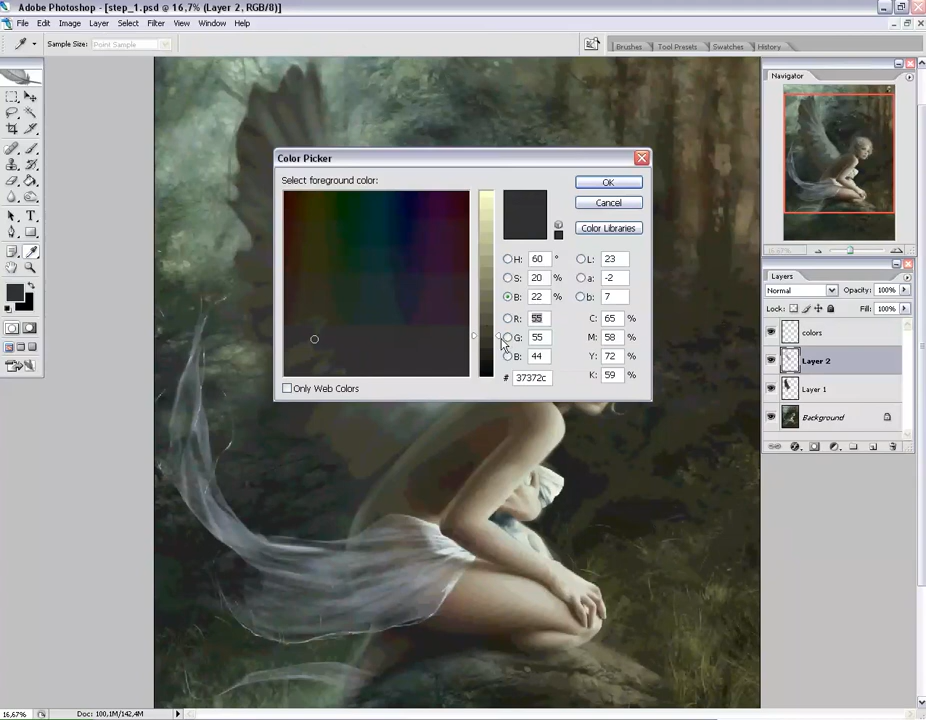 Adobe Photoshop - [step_1.psd @ 16,7% (Layer 2, RGB/8)]
File Edit Image Layer Select Filter View Window Help
Sample Size: Point Sample
Brushes Tool Presets Swatches History
Navigator
Color Picker
Select foreground color:
OK
Cancel
Color Libraries
H: 60 °
L: 23
S: 20 %
a: -2
B: 22 %
b: 7
R: 55
C: 65 %
G: 55
M: 58 %
B: 44
Y: 72 %
# 37372c
K: 59 %
Only Web Colors
16,67%
Layers
Normal Opacity: 100%
Lock: Fill: 100%
colors
Layer 2
Layer 1
Background
16,67% Doc: 100,1M/142,4M